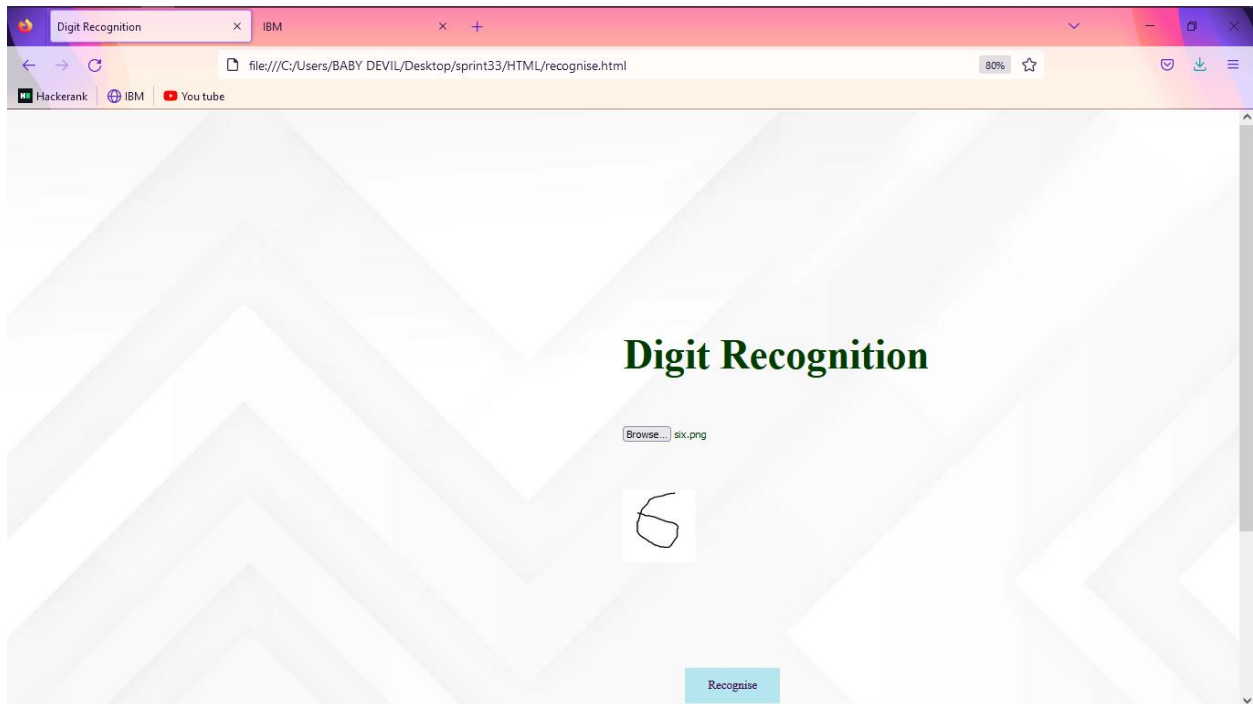 Digit Recognition
IBM
file:///C:/Users/BABY DEVIL/Desktop/sprint33/HTML/recognise.html
80%
Hackerank
IBM
You tube
Digit Recognition
Browse... six.png
6
Recognise